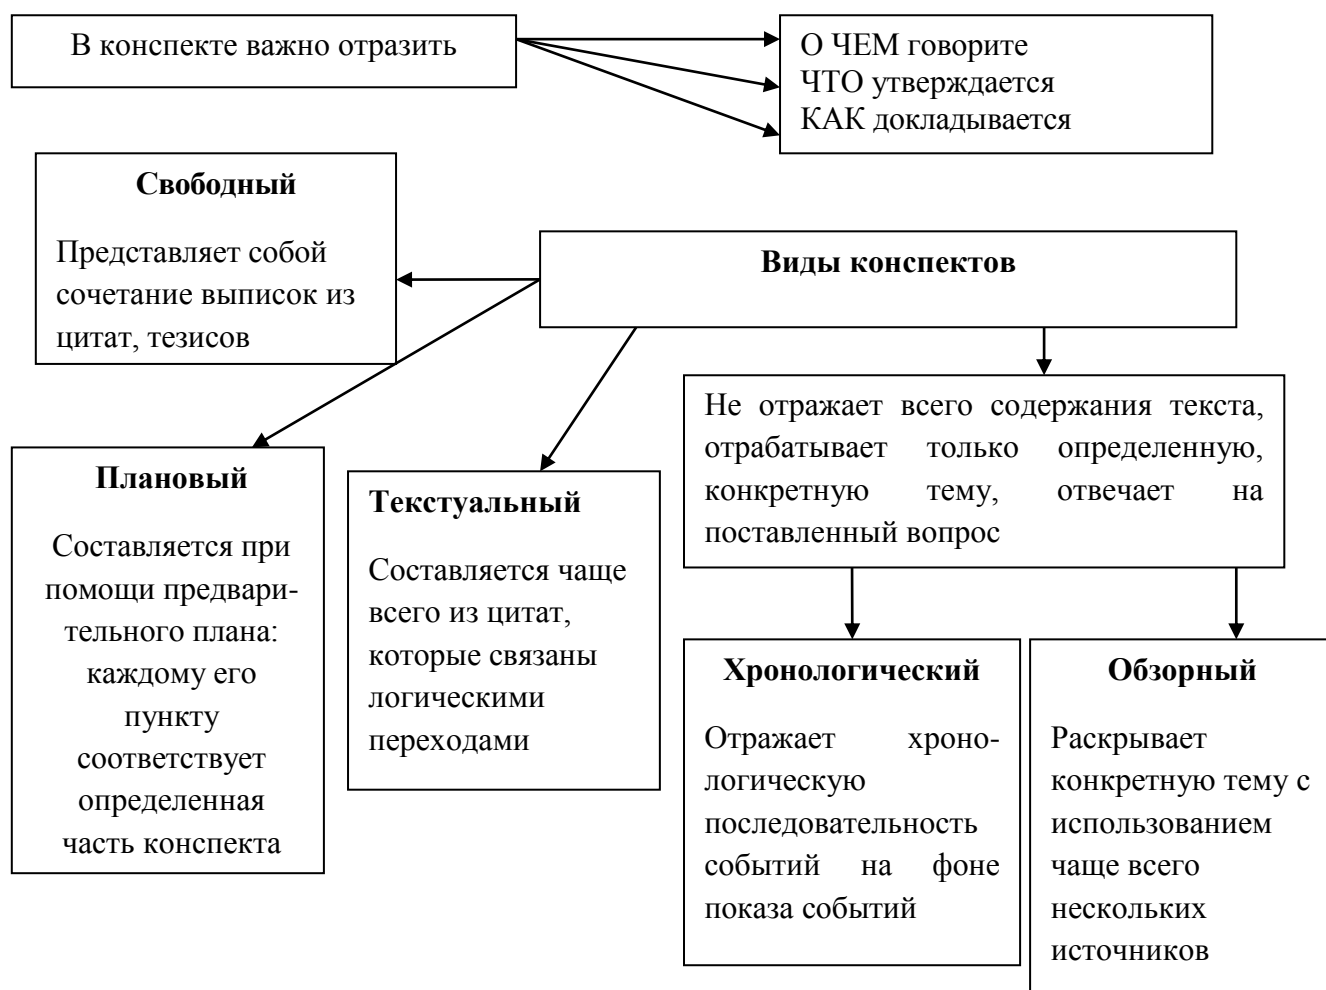 В конспекте важно отразить
О ЧЕМ говорите
ЧТО утверждается
КАК докладывается
Свободный
Представляет собой
сочетание выписок из
цитат, тезисов
Виды конспектов
Плановый
Составляется при
помощи предвари-
тельного плана:
каждому его
пункту
соответствует
определенная
часть конспекта
Текстуальный
Составляется чаще
всего из цитат,
которые связаны
логическими
переходами
Не отражает всего содержания текста,
отрабатывает только определенную,
конкретную тему, отвечает на
поставленный вопрос
Хронологический
Отражает хроно-
логическую
последовательность
событий на фоне
показа событий
Обзорный
Раскрывает
конкретную тему с
использованием
чаще всего
нескольких
источников